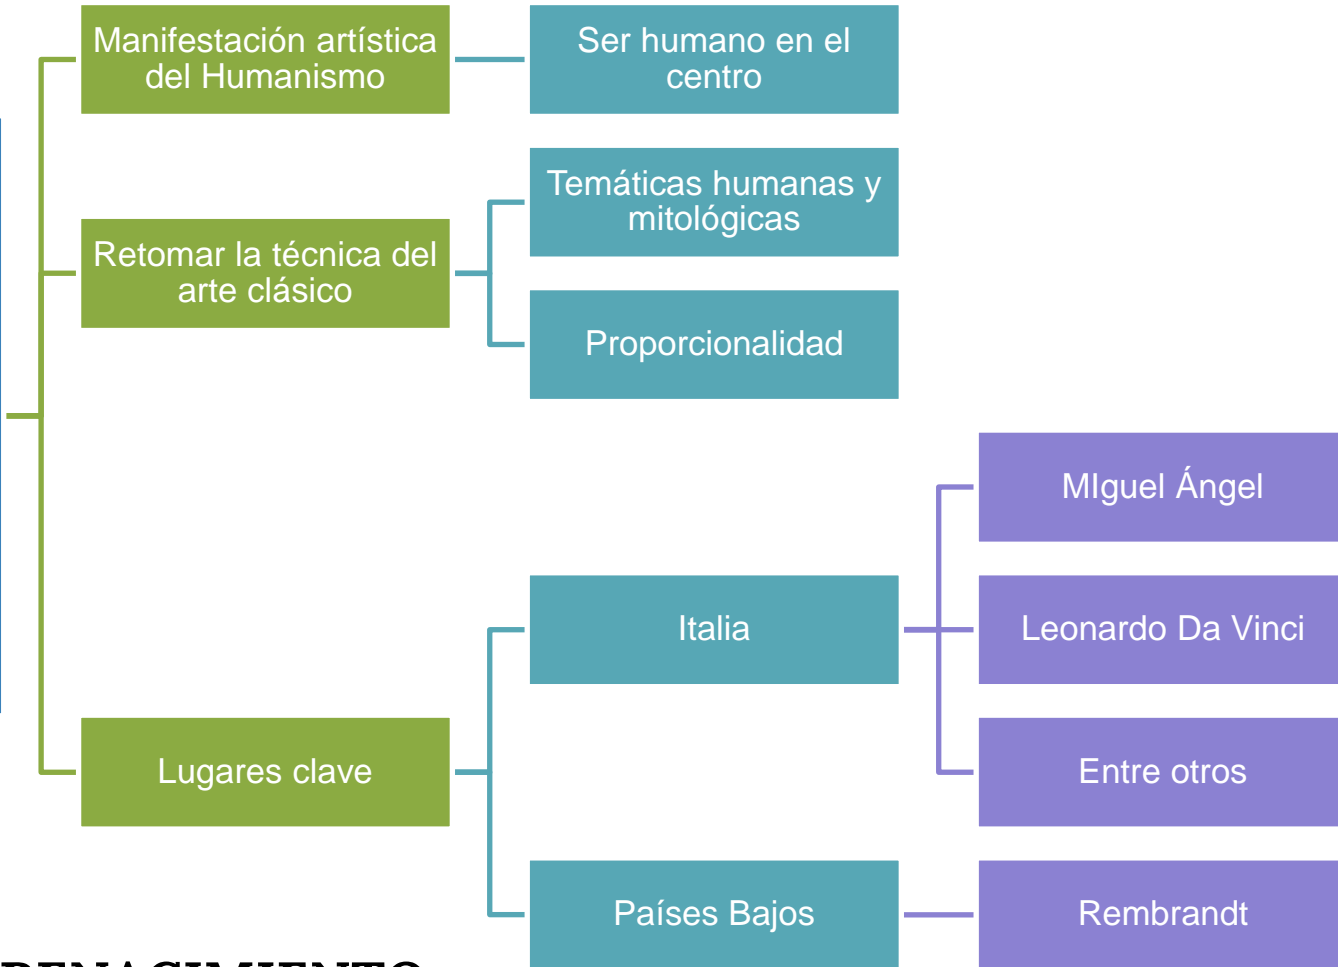 Manifestación artística
del Humanismo
Ser humano en el
centro
Retomar la técnica del
arte clásico
Temáticas humanas y
mitológicas
Proporcionalidad
Lugares clave
Italia
MIguel Ángel
Leonardo Da Vinci
Entre otros
Países Bajos
Rembrandt
RENACIMIENTO